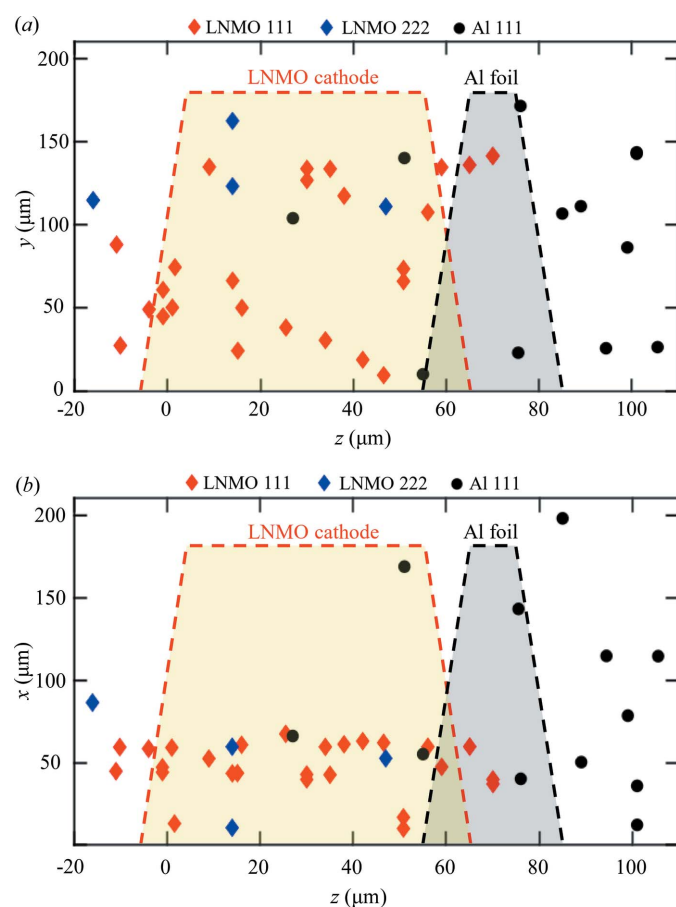 (a) LNMO 111 LNMO 222 Al 111
LNMO cathode Al foil
200
150
100
50
0
y (μm)
-20 0 20 40 60 80 100
z (μm)
(b) LNMO 111 LNMO 222 Al 111
LNMO cathode Al foil
200
150
100
50
0
x (μm)
-20 0 20 40 60 80 100
z (μm)